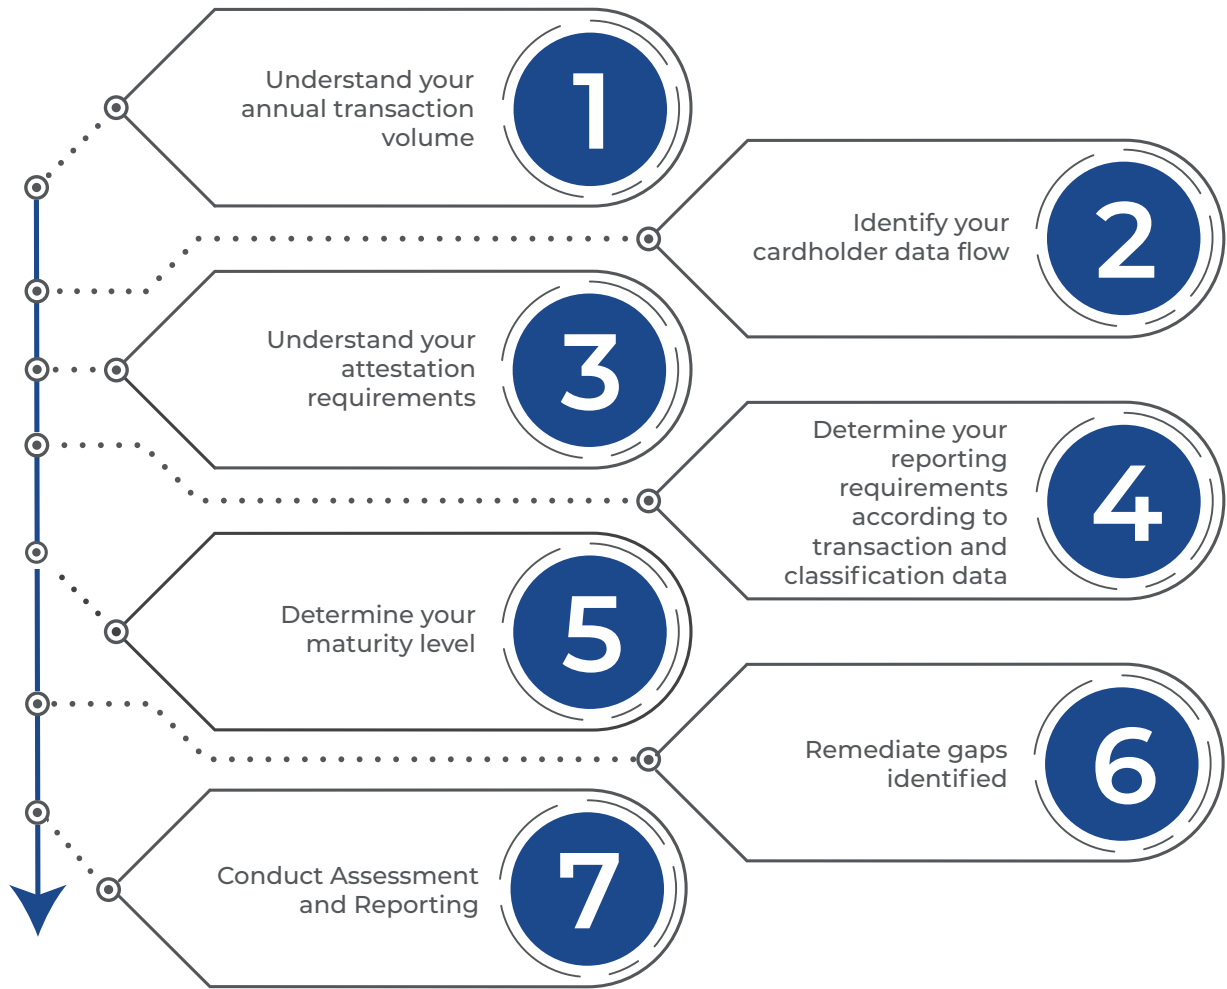 Understand your
annual transaction
volume
1
Identify your
cardholder data flow
2
Understand your
attestation
requirements
3
Determine your
reporting
requirements
according to
transaction and
classification data
4
Determine your
maturity level
5
Remediate gaps
identified
6
Conduct Assessment
and Reporting
7